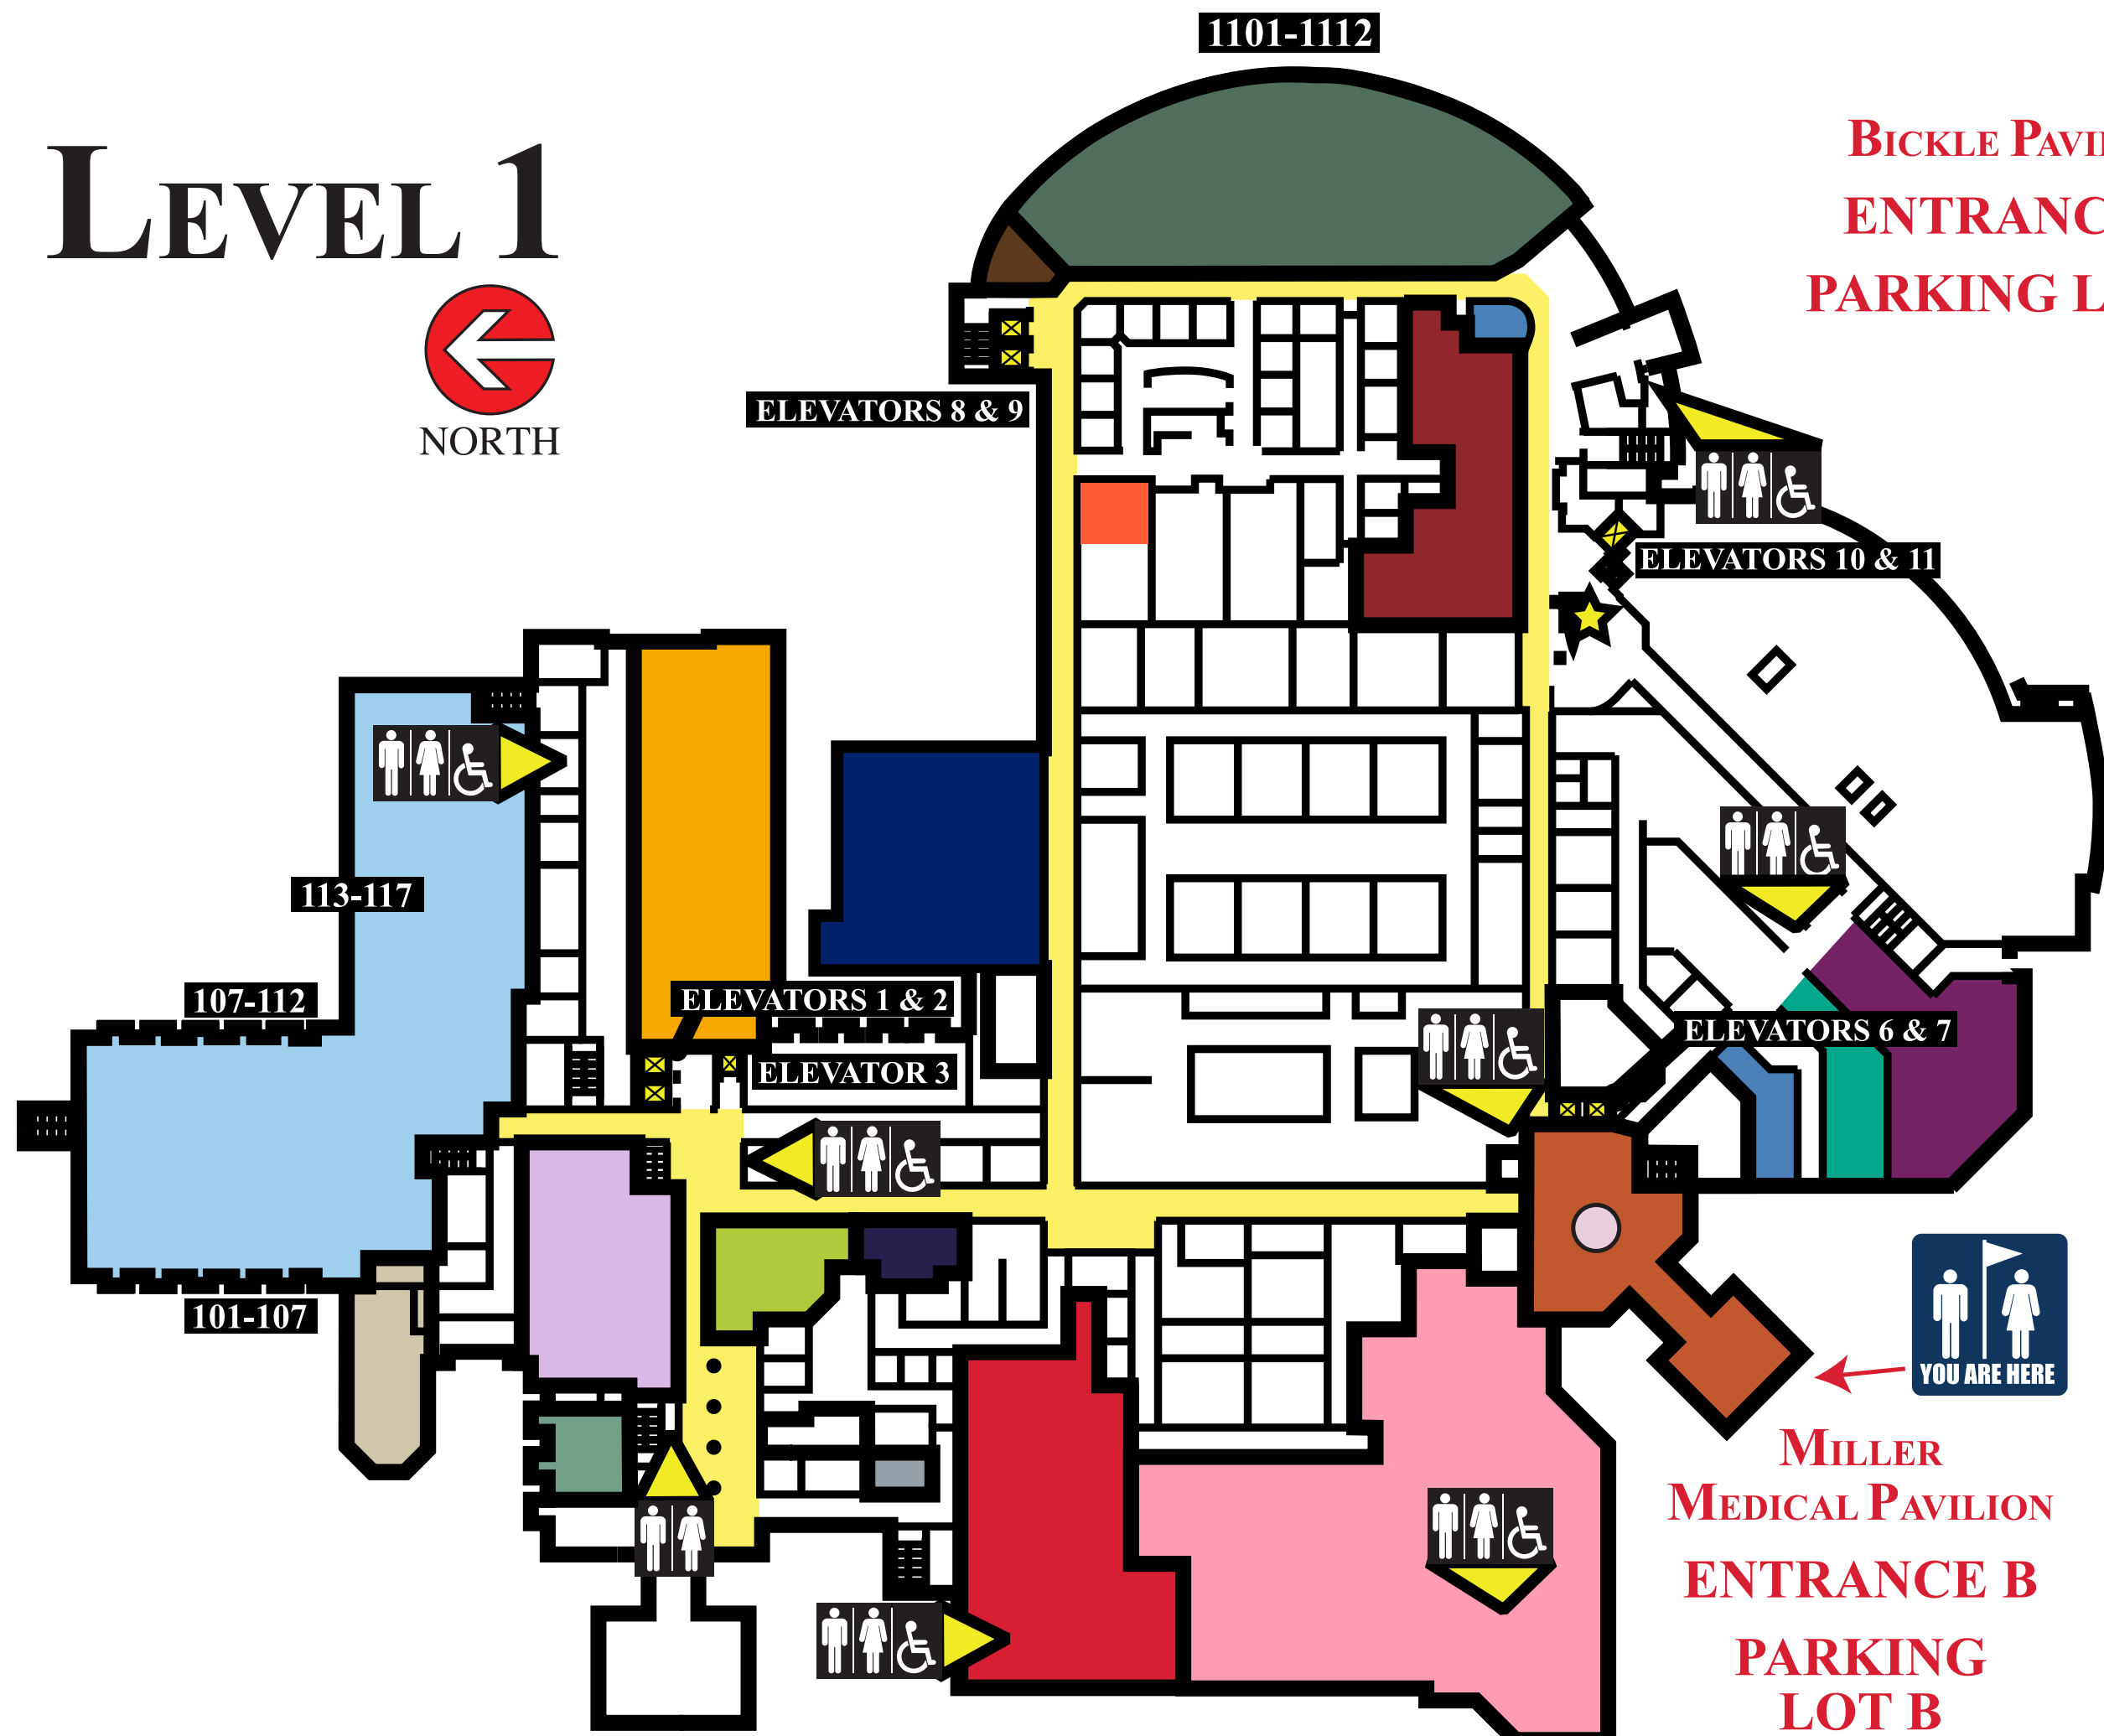 1101-1112
LEVEL 1
NORTH
BICKLE
ENTRANC
PARKING L
ELEVATORS 8 & 9
ELEVATORS 10 & 11
113-117
107-112
ELEVATORS 1 & 2
ELEVATOR 3
ELEVATORS 6 & 7
101-107
YOU ARE HERE
MILLER
MEDICAL PAVILION
ENTRANCE B
PARKING
LOT B